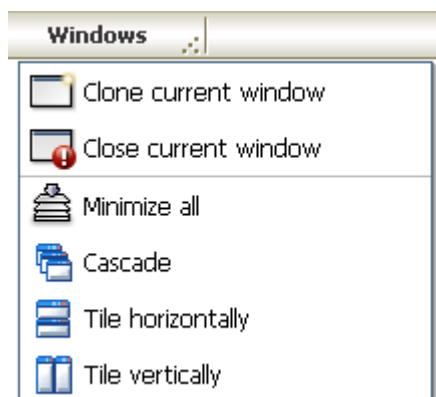 Windows
Clone current window
Close current window
Minimize all
Cascade
Tile horizontally
Tile vertically